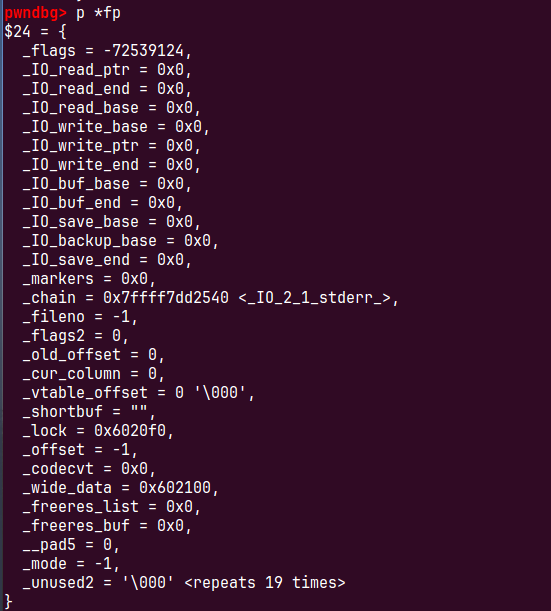 pwndbg> p *fp
$24 = {
  _flags = -72539124,
  _IO_read_ptr = 0x0,
  _IO_read_end = 0x0,
  _IO_read_base = 0x0,
  _IO_write_base = 0x0,
  _IO_write_ptr = 0x0,
  _IO_write_end = 0x0,
  _IO_buf_base = 0x0,
  _IO_buf_end = 0x0,
  _IO_save_base = 0x0,
  _IO_backup_base = 0x0,
  _IO_save_end = 0x0,
  _markers = 0x0,
  _chain = 0x7ffff7dd2540 <_IO_2_1_stderr_>,
  _fileno = -1,
  _flags2 = 0,
  _old_offset = 0,
  _cur_column = 0,
  _vtable_offset = 0 '\000',
  _shortbuf = "",
  _lock = 0x6020f0,
  _offset = -1,
  _codecvt = 0x0,
  _wide_data = 0x602100,
  _freeres_list = 0x0,
  _freeres_buf = 0x0,
  __pad5 = 0,
  _mode = -1,
  _unused2 = '\000' <repeats 19 times>
}